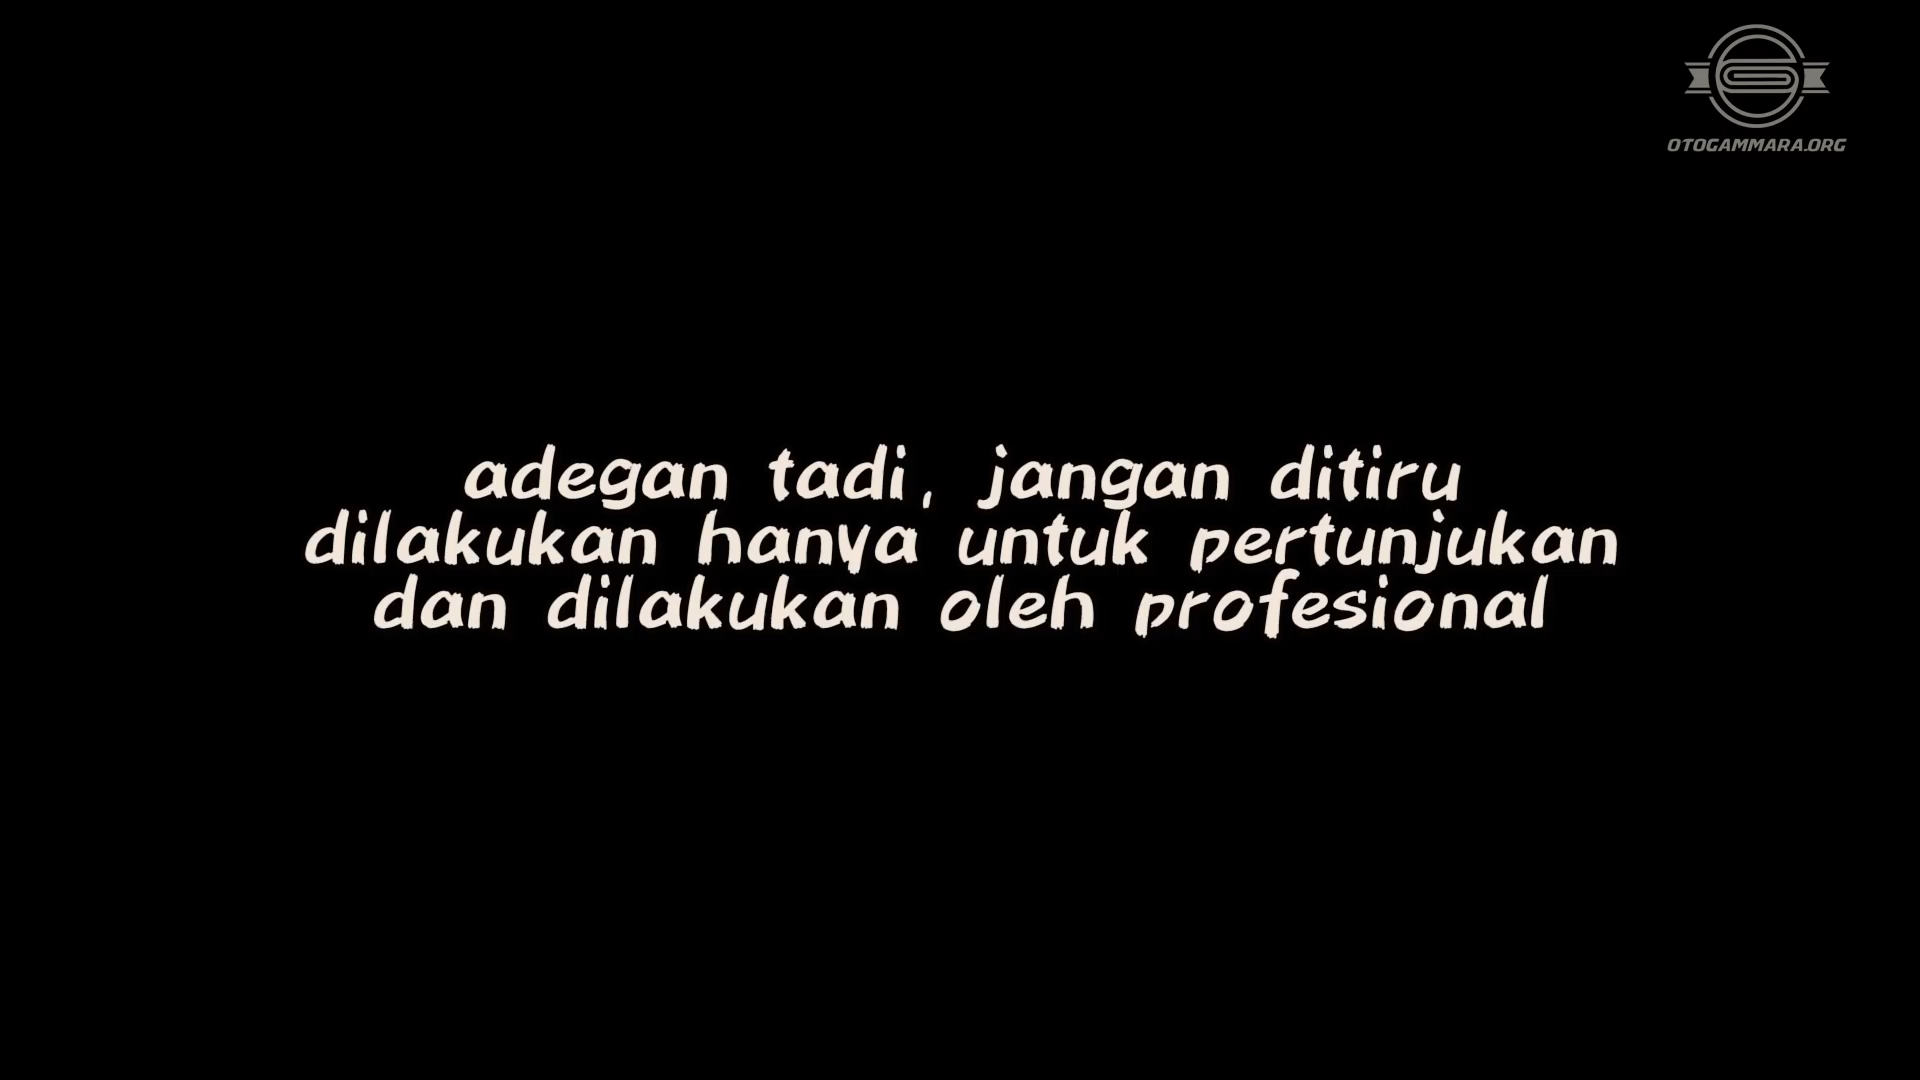 OTOGAMMARA.ORG
adegan tadi, jangan ditiru
dilakukan hanya untuk pertunjukan
dan dilakukan oleh profesional